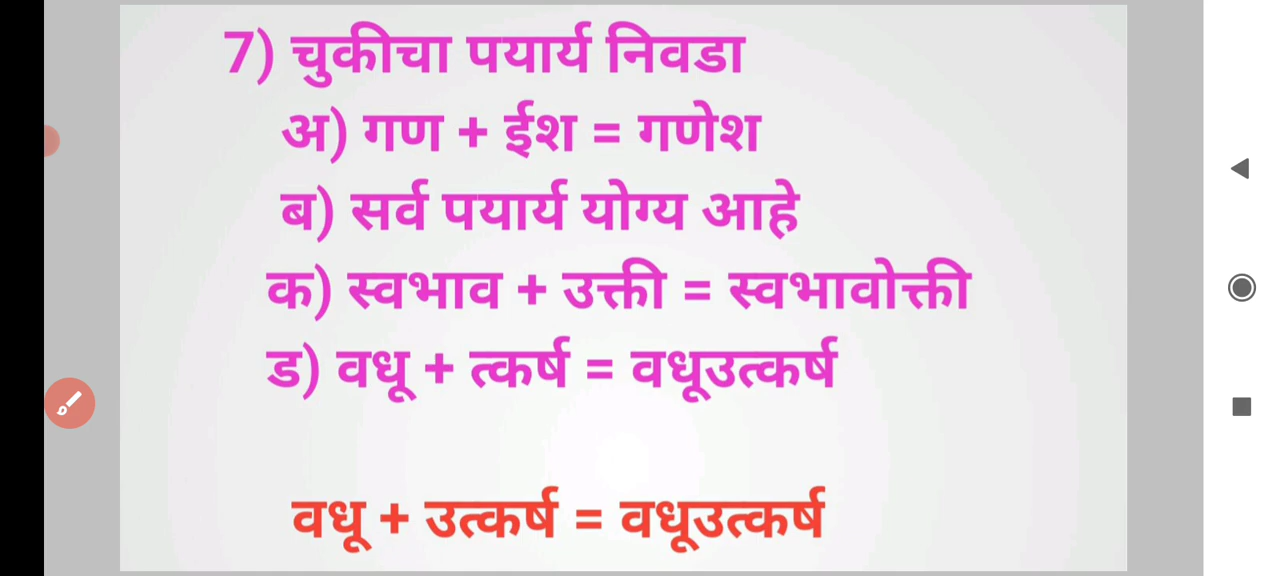 7) चुकीचा पयार्य निवडा
अ) गण + ईश = गणेश
ब) सर्व पयार्य योग्य आहे
क) स्वभाव + उक्ती = स्वभावोक्ती
ड) वधू + त्कर्ष = वधूउत्कर्ष
वधू + उत्कर्ष = वधूउत्कर्ष